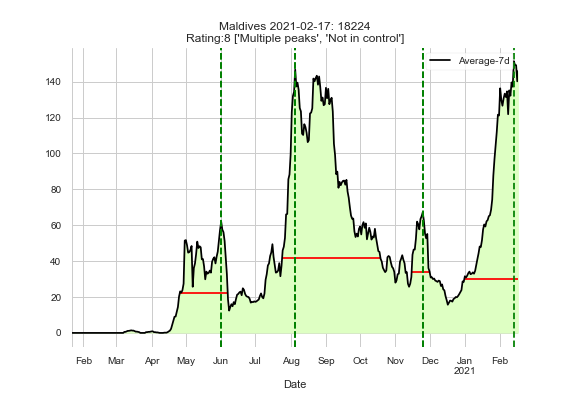 Maldives 2021-02-17: 18224
Rating:8 ['Multiple peaks', 'Not in control']
Average-7d
140
120
100
80
60
40
20
0
Feb Mar Apr May Jun Jul Aug Sep Oct Nov Dec Jan Feb
2021
Date